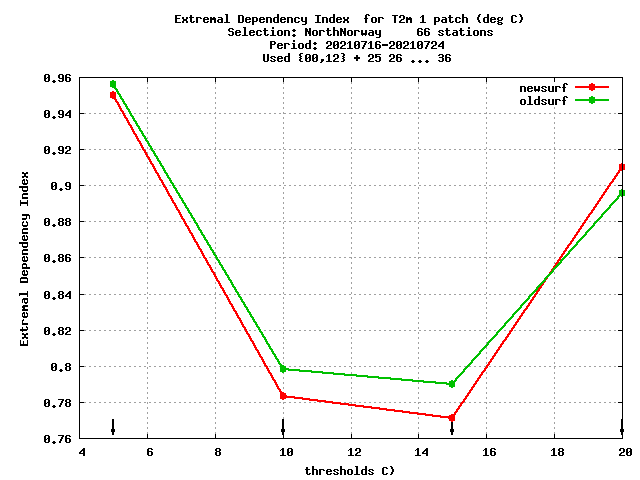 Extremal Dependency Index  for T2m 1 patch (deg C)
Selection: NorthNorway     66 stations
Period: 20210716-20210724
Used {00,12} + 25 26 ... 36
newsurf
oldsurf
Extremal Dependency Index
0.96
0.94
0.92
0.9
0.88
0.86
0.84
0.82
0.8
0.78
0.76
4 6 8 10 12 14 16 18 20
thresholds C)